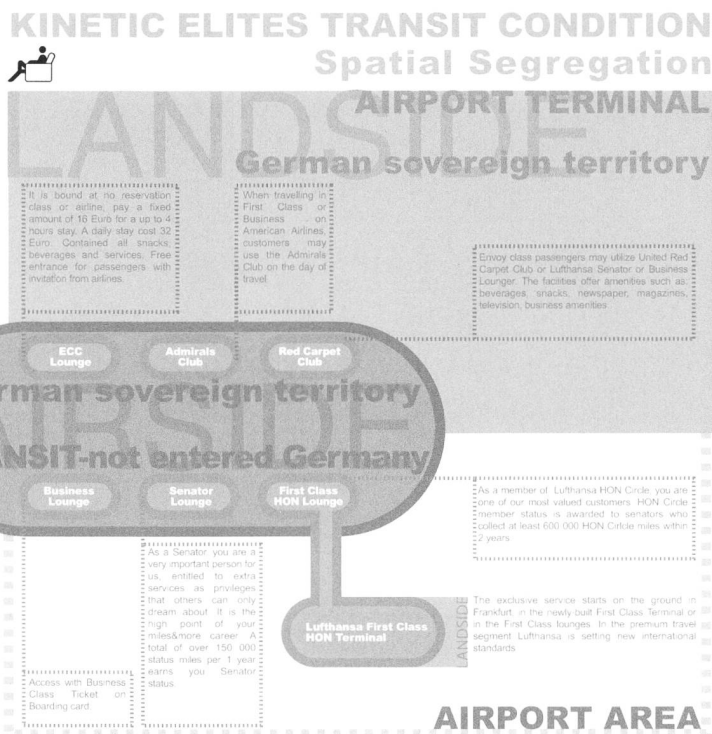 KINETIC ELITES TRANSIT CONDITION
Spatial Segregation
LANDSIDE
AIRPORT TERMINAL
German sovereign territory
It is bound at no reservation
class or airline, pay a fixed
amount of 16 Euro for a up to 4
hours stay. A daily stay cost 32
Euro. Contained all snacks,
beverages and services. Free
entrance for passengers with
invitation from airlines.
When travelling in
First Class or
Business on
American Airlines,
customers may
use the Admirals
Club on the day of
travel
Envoy class passengers may utilize United Red
Carpet Club or Lufthansa Senator or Business
Lounger. The facilities offer amenities such as:
beverages, snacks, newspaper, magazines,
television, business amenities
ECC
Lounge
Admirals
Club
Red Carpet
Club
rman sovereign territory
AIRSIDE
ANSIT-not entered Germany
Business
Lounge
Senator
Lounge
First Class
HON Lounge
As a member of Lufthansa HON Circle, you are
one of our most valued customers. HON Circle
member status is awarded to senators who
collect at least 600 000 HON Cirlcle miles within
2 years.
As a Senator you are a
very important person for
us, entitled to extra
services as privileges
that others can only
dream about. It is the
high point of your
miles&more career. A
total of over 150 000
status miles per 1 year
earns you Senator
status.
Access with Business
Class Ticket on
Boarding card.
Lufthansa First Class
HON Terminal
LANDSIDE
The exclusive service starts on the ground in
Frankfurt, in the newly built First Class Terminal or
in the First Class lounges. In the premium travel
segment Lufthansa is setting new international
standards.
AIRPORT AREA